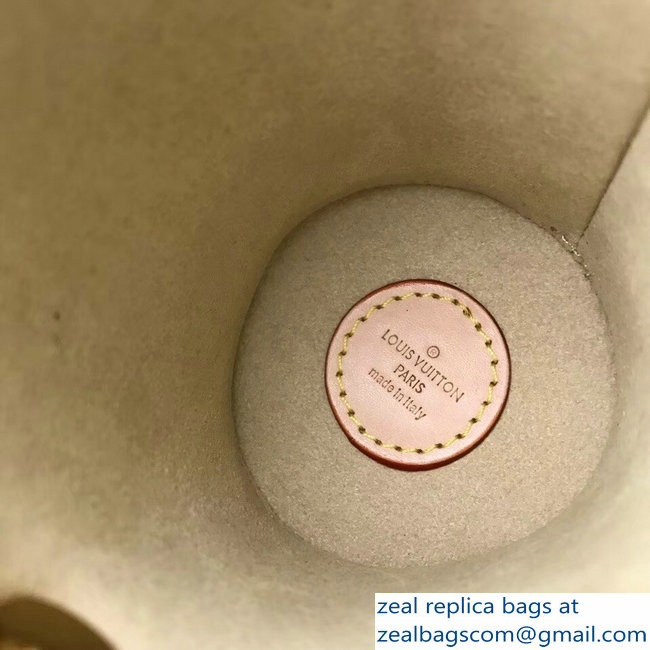 LOUIS VUITTON
PARIS
made in Italy
zeal replica bags at
zealbagscom@gmail.com